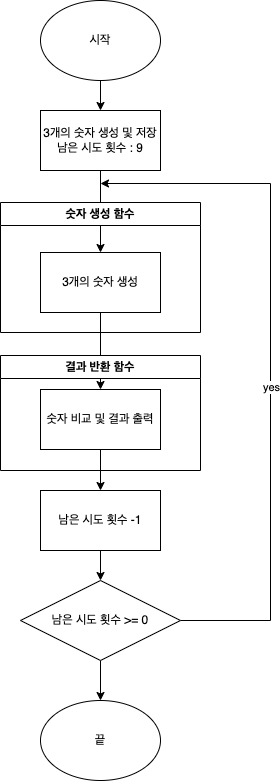 시작
3개의 숫자 생성 및 저장
남은 시도 횟수 : 9
숫자 생성 함수
3개의 숫자 생성
결과 반환 함수
yes
숫자 비교 및 결과 출력
남은 시도 횟수 -1
남은 시도 횟수 >= 0
끝